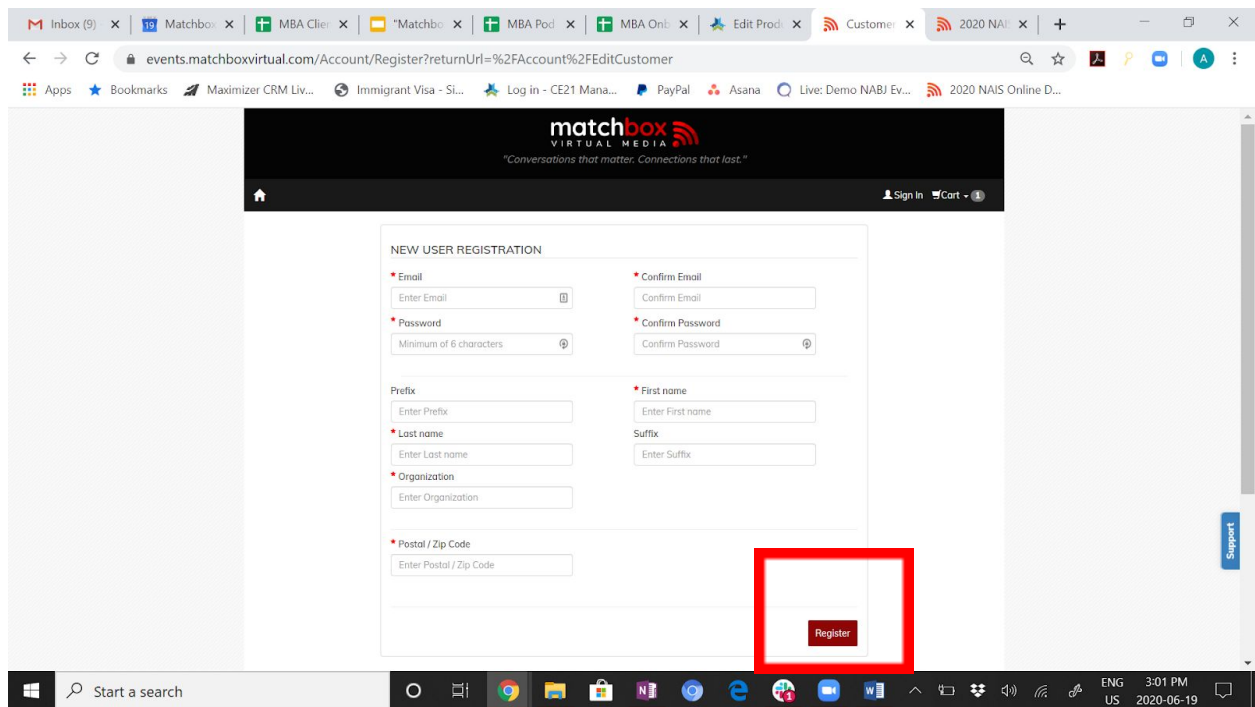 Inbox (9)
19
Matchbox
MBA Clien
"Matchbo
MBA Pod
MBA Onb
Edit Prod
Customer
2020 NAIS
events.matchboxvirtual.com/Account/Register?returnUrl=%2FAccount%2FEditCustomer
A
Apps Bookmarks Maximizer CRM Liv... Immigrant Visa - Si... Log in - CE21 Mana... PayPal Asana Live: Demo NABJ Ev... 2020 NAIS Online D...
matchbox
VIRTUAL MEDIA
"Conversations that matter. Connections that last."
Sign In Cart 1
NEW USER REGISTRATION
* Email * Confirm Email
Enter Email Confirm Email
* Password * Confirm Password
Minimum of 6 characters Confirm Password
Prefix * First name
Enter Prefix Enter First name
* Last name Suffix
Enter Last name Enter Suffix
* Organization
Enter Organization
* Postal / Zip Code
Enter Postal / Zip Code
Support
Register
Start a search
1
ENG 3:01 PM
US 2020-06-19